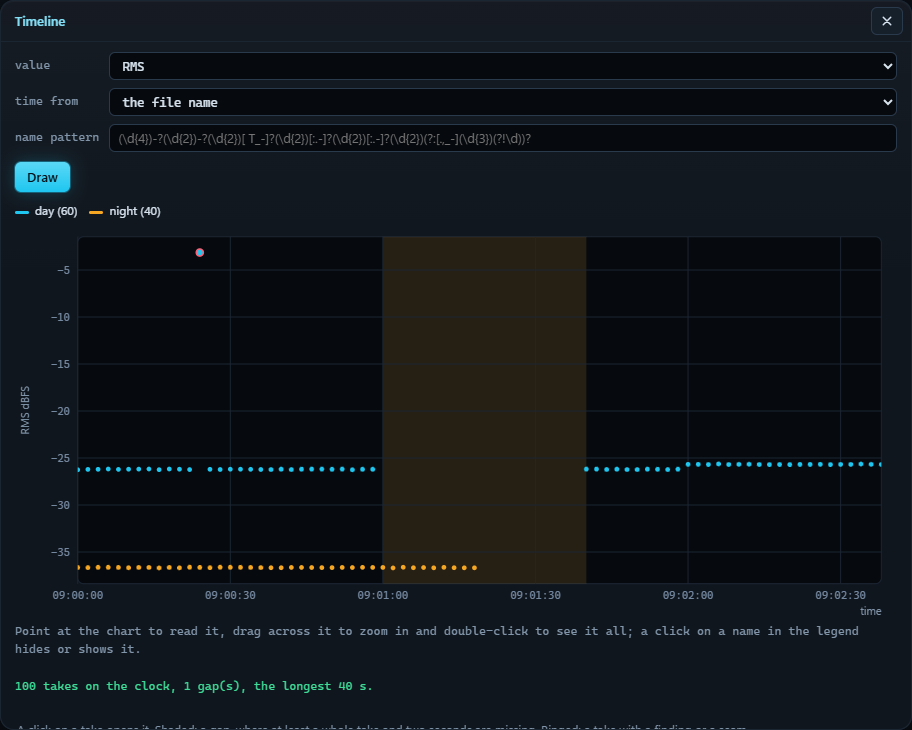 Timeline
value
RMS
time from
the file name
name pattern
(\d{4})-?(\d{2})-?(\d{2})[ T_-]?(\d{2})[:.-]?(\d{2})[:.-]?(\d{2})(?:[.,_-](\d{3})(?!\d))?
Draw
day (60) night (40)
−5
−10
−15
−20
−25
−30
−35
RMS dBFS
09:00:00 09:00:30 09:01:00 09:01:30 09:02:00 09:02:30
time
Point at the chart to read it, drag across it to zoom in and double-click to see it all; a click on a name in the legend
hides or shows it.
100 takes on the clock, 1 gap(s), the longest 40 s.